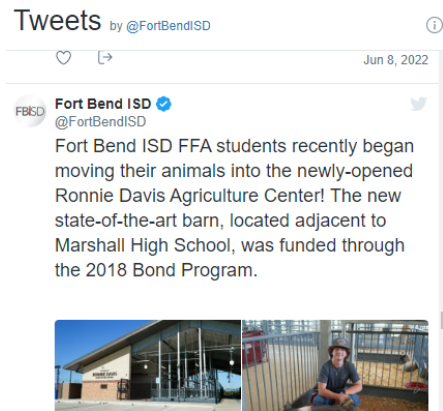 Tweets by @FortBendISD
Jun 8, 2022
FBISD
Fort Bend ISD
@FortBendISD
Fort Bend ISD FFA students recently began
moving their animals into the newly-opened
Ronnie Davis Agriculture Center! The new
state-of-the-art barn, located adjacent to
Marshall High School, was funded through
the 2018 Bond Program.